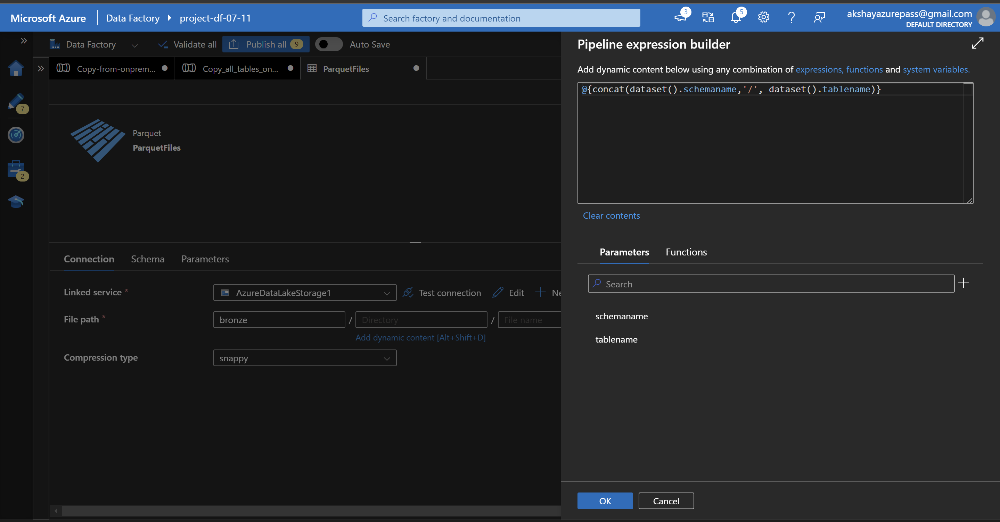 Microsoft Azure
Data Factory
project-df-07-11
Search factory and documentation
3
5
akshayazurepass@gmail.com
DEFAULT DIRECTORY
Data Factory
Validate all
Publish all
9
Auto Save
Copy-from-onprem...
Copy_all_tables_on...
ParquetFiles
7
2
Parquet
ParquetFiles
Connection
Schema
Parameters
Linked service *
AzureDataLakeStorage1
Test connection
Edit
Ne
File path *
bronze
/
Directory
/
File name
Add dynamic content [Alt+Shift+D]
Compression type
snappy
Pipeline expression builder
Add dynamic content below using any combination of expressions, functions and system variables.
@{concat(dataset().schemaname,'/', dataset().tablename)}
Clear contents
Parameters
Functions
Search
schemaname
tablename
OK
Cancel